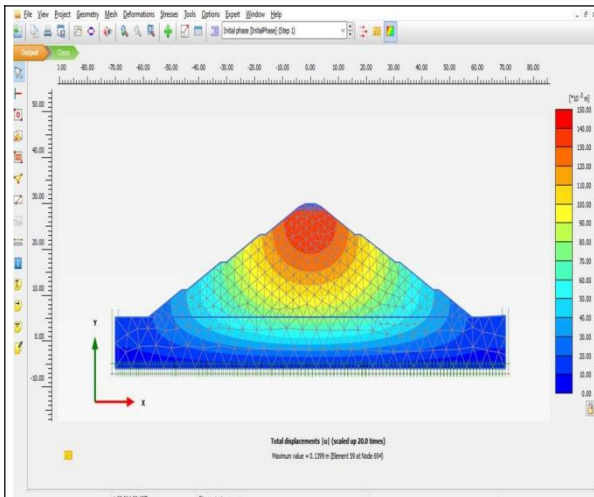 File View Project Geometry Mesh Deformations Stresses Tools Options Expert Window Help
Initial phase [InitialPhase] (Step 1)
Output Close
-80.00 -70.00 -60.00 -50.00 -40.00 -30.00 -20.00 -10.00 0.00 10.00 20.00 30.00 40.00 50.00 60.00 70.00 80.00
50.00
40.00
30.00
20.00
10.00
0.00
-10.00
[*10⁻³ m]
150.00
140.00
130.00
120.00
110.00
100.00
90.00
80.00
70.00
60.00
50.00
40.00
30.00
20.00
10.00
0.00
Y
X
Total displacements |u| (scaled up 20.0 times)
Maximum value = 0.1399 m (Element 59 at Node 694)